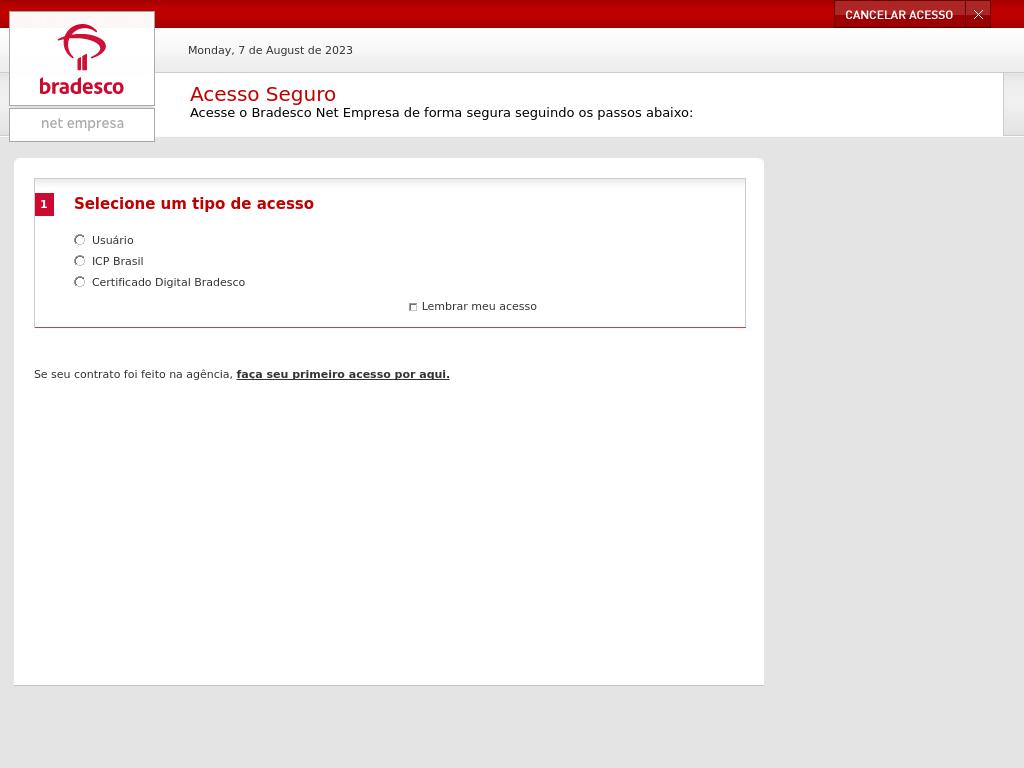 CANCELAR ACESSO
bradesco
net empresa
Monday, 7 de August de 2023
Acesso Seguro
Acesse o Bradesco Net Empresa de forma segura seguindo os passos abaixo:
1 Selecione um tipo de acesso
Usuário
ICP Brasil
Certificado Digital Bradesco
Lembrar meu acesso
Se seu contrato foi feito na agência, faça seu primeiro acesso por aqui.